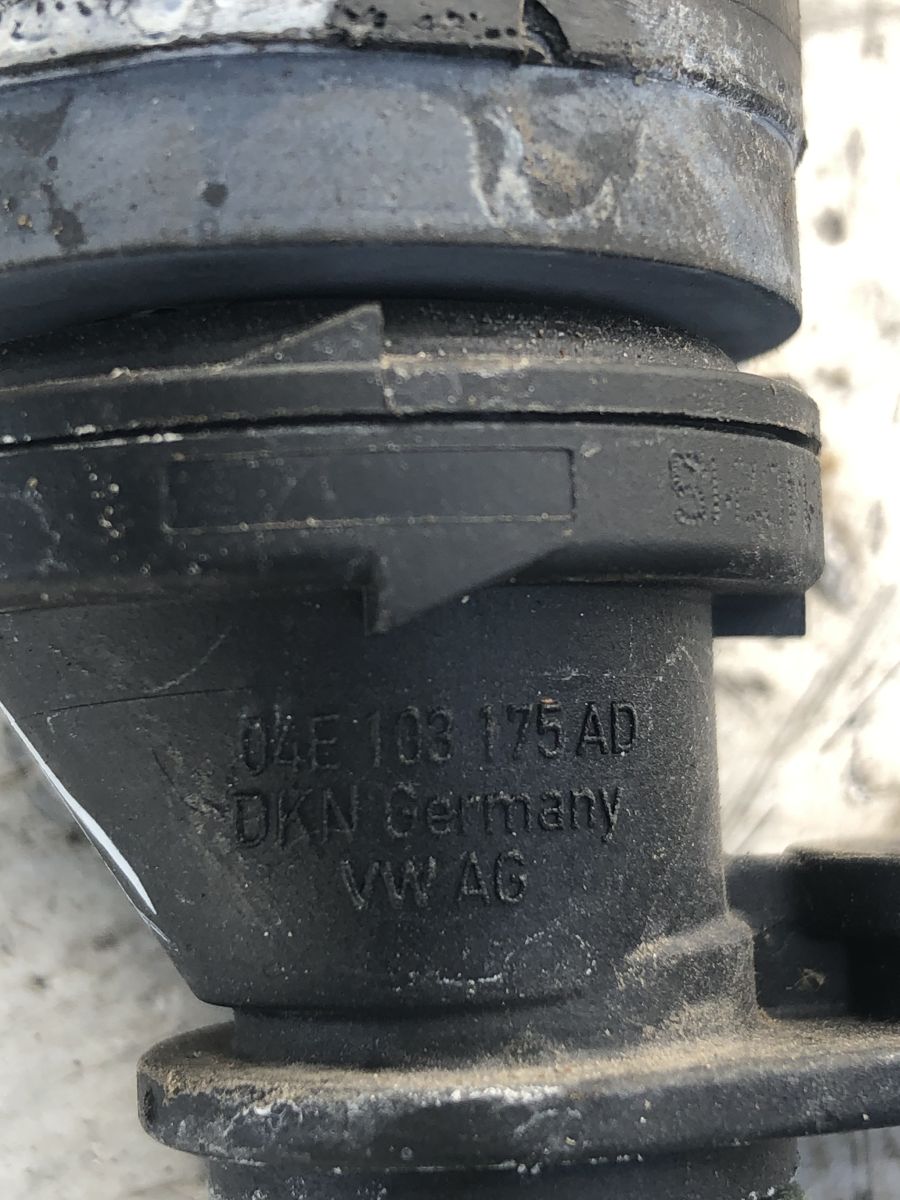 04E 103 175 AD
DKN Germany
VW AG